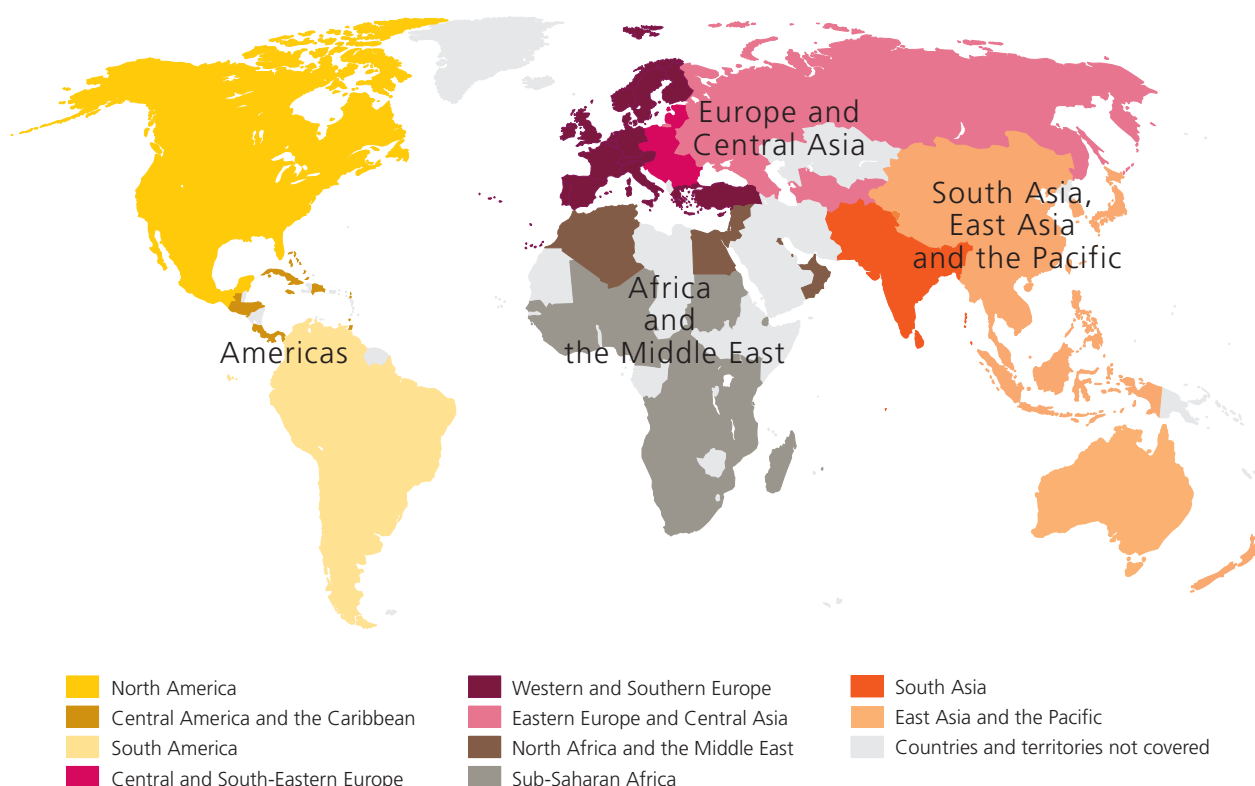 Europe and
Central Asia
South Asia,
East Asia
and the Pacific
Africa
and
the Middle East
Americas
North America
Central America and the Caribbean
South America
Central and South-Eastern Europe
Western and Southern Europe
Eastern Europe and Central Asia
North Africa and the Middle East
Sub-Saharan Africa
South Asia
East Asia and the Pacific
Countries and territories not covered